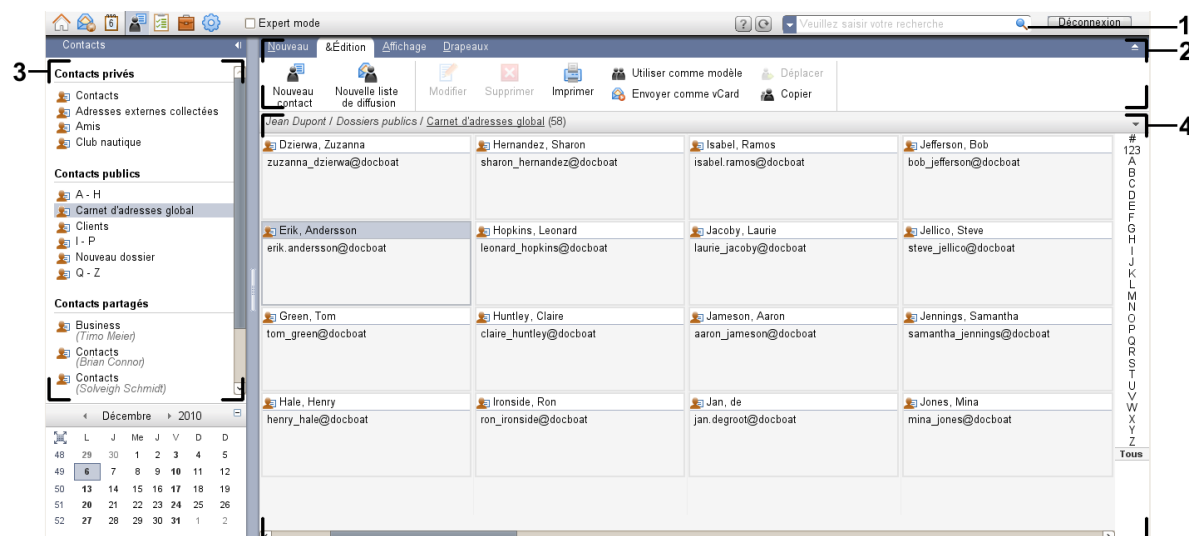 6 Expert mode Veuillez saisir votre recherche Déconnexion 1
Contacts Nouveau &Édition Affichage Drapeaux 2
3
Contacts privés
Contacts
Adresses externes collectées
Amis
Club nautique
Contacts publics
A - H
Carnet d'adresses global
Clients
I - P
Nouveau dossier
Q - Z
Contacts partagés
Business
(Timo Meier)
Contacts
(Brian Connor)
Contacts
(Solveigh Schmidt)
Décembre 2010
L J Me J V D D
48 29 30 1 2 3 4 5
49 6 7 8 9 10 11 12
50 13 14 15 16 17 18 19
51 20 21 22 23 24 25 26
52 27 28 29 30 31 1 2
Nouveau contact
Nouvelle liste de diffusion
Modifier
Supprimer
Imprimer
Utiliser comme modèle
Envoyer comme vCard
Déplacer
Copier
Jean Dupont / Dossiers publics / Carnet d'adresses global (58) 4
Dzierwa, Zuzanna Hernandez, Sharon Isabel, Ramos Jefferson, Bob
zuzanna_dzierwa@docboat sharon_hernandez@docboat isabel.ramos@docboat bob_jefferson@docboat
Erik, Andersson Hopkins, Leonard Jacoby, Laurie Jellico, Steve
erik.andersson@docboat leonard_hopkins@docboat laurie_jacoby@docboat steve_jellico@docboat
Green, Tom Huntley, Claire Jameson, Aaron Jennings, Samantha
tom_green@docboat claire_huntley@docboat aaron_jameson@docboat samantha_jennings@docboat
Hale, Henry Ironside, Ron Jan, de Jones, Mina
henry_hale@docboat ron_ironside@docboat jan.degroot@docboat mina_jones@docboat
#
123
A
B
C
D
E
F
G
H
I
J
K
L
M
N
O
P
Q
R
S
T
U
V
W
X
Y
Z
Tous